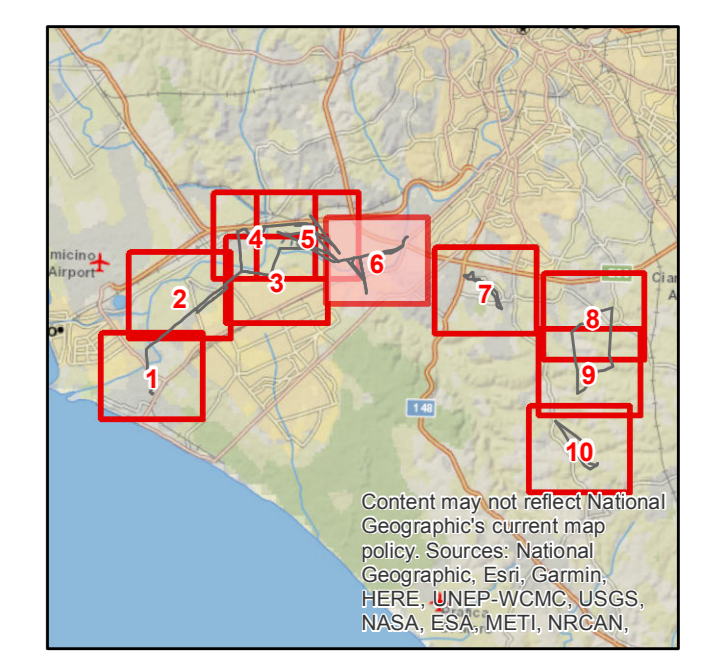 4
5
6
micino
Airport
2
3
7
Cian
8
1
9
148
10
Content may not reflect National
Geographic's current map
policy. Sources: National
Geographic, Esri, Garmin,
HERE, UNEP-WCMC, USGS,
NASA, ESA, METI, NRCAN,